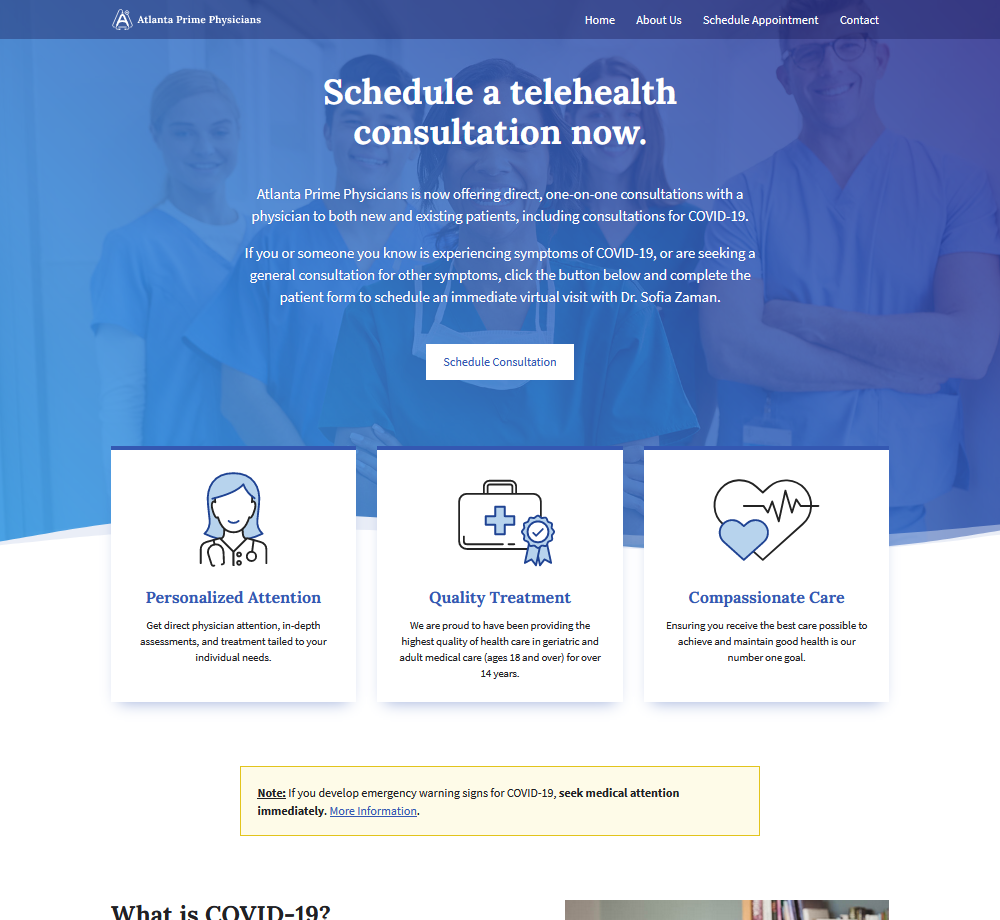 Atlanta Prime Physicians
Home About Us Schedule Appointment Contact
Schedule a telehealth
consultation now.
Atlanta Prime Physicians is now offering direct, one-on-one consultations with a
physician to both new and existing patients, including consultations for COVID-19.
If you or someone you know is experiencing symptoms of COVID-19, or are seeking a
general consultation for other symptoms, click the button below and complete the
patient form to schedule an immediate virtual visit with Dr. Sofia Zaman.
Schedule Consultation
Personalized Attention
Get direct physician attention, in-depth
assessments, and treatment tailed to your
individual needs.
Quality Treatment
We are proud to have been providing the
highest quality of health care in geriatric and
adult medical care (ages 18 and over) for over
14 years.
Compassionate Care
Ensuring you receive the best care possible to
achieve and maintain good health is our
number one goal.
Note: If you develop emergency warning signs for COVID-19, seek medical attention
immediately. More Information.
What is COVID-19?